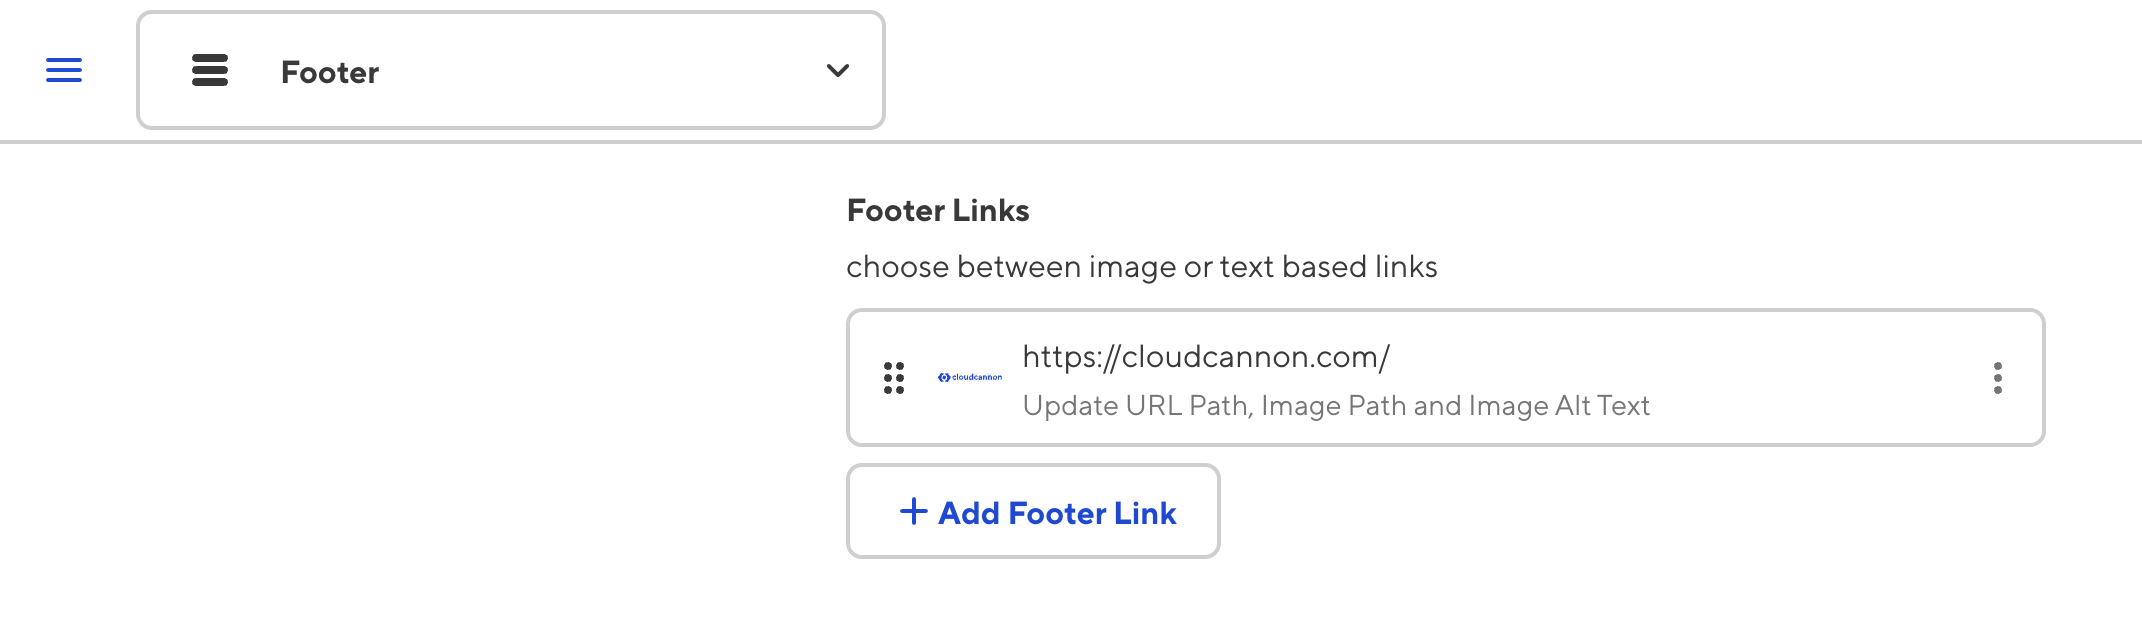 Footer
Footer Links
choose between image or text based links
https://cloudcannon.com/
cloudcannon
Update URL Path, Image Path and Image Alt Text
Add Footer Link